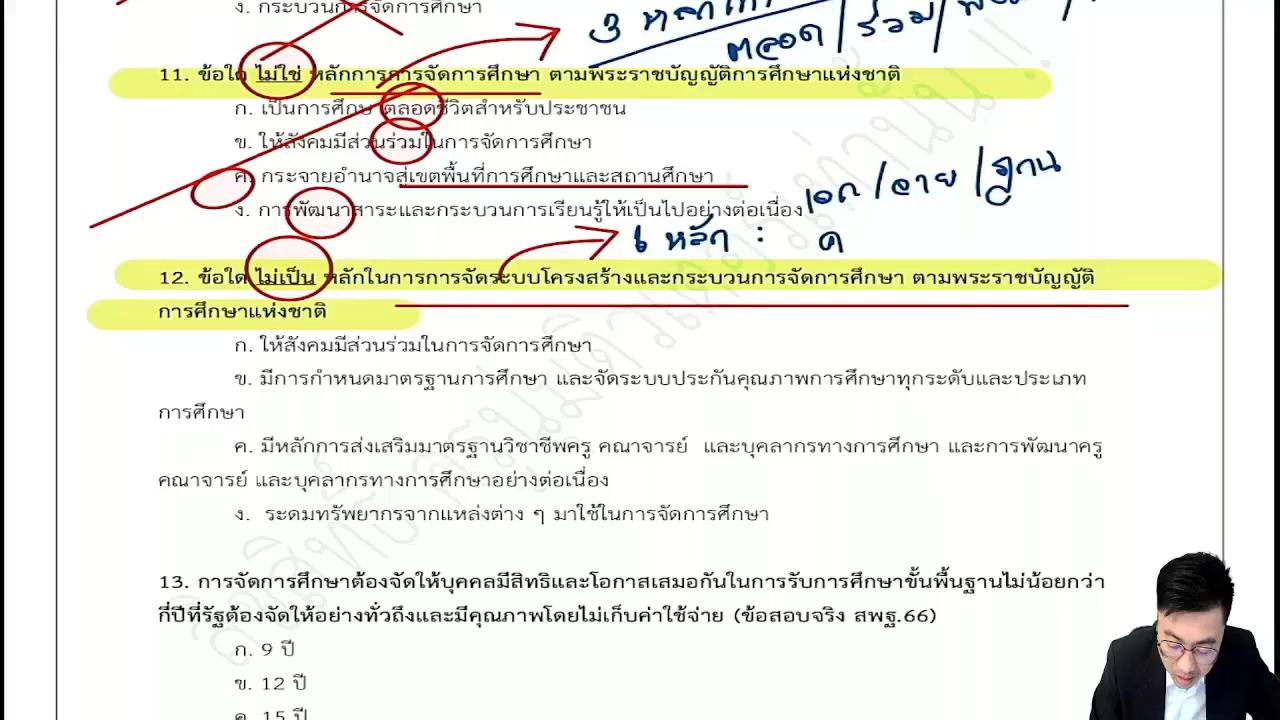 ง. กระบวนการจัดการศึกษา
3 หลักการ
ตลอด/ร่วม/
11. ข้อใด ไม่ใช่ หลักการการจัดการศึกษา ตามพระราชบัญญัติการศึกษาแห่งชาติ
ก. เป็นการศึกษาตลอดชีวิตสำหรับประชาชน
ข. ให้สังคมมีส่วนร่วมในการจัดการศึกษา
ค. กระจายอำนาจสู่เขตพื้นที่การศึกษาและสถานศึกษา
ง. การพัฒนาสาระและกระบวนการเรียนรู้ให้เป็นไปอย่างต่อเนื่อง
6 หลัก :
12. ข้อใด ไม่เป็น หลักในการการจัดระบบโครงสร้างและกระบวนการจัดการศึกษา ตามพระราชบัญญัติ
การศึกษาแห่งชาติ
ก. ให้สังคมมีส่วนร่วมในการจัดการศึกษา
ข. มีการกำหนดมาตรฐานการศึกษา และจัดระบบประกันคุณภาพการศึกษาทุกระดับและประเภท
การศึกษา
ค. มีหลักการส่งเสริมมาตรฐานวิชาชีพครู คณาจารย์ และบุคลากรทางการศึกษา และการพัฒนาครู
คณาจารย์ และบุคลากรทางการศึกษาอย่างต่อเนื่อง
ง. ระดมทรัพยากรจากแหล่งต่าง ๆ มาใช้ในการจัดการศึกษา
13. การจัดการศึกษาต้องจัดให้บุคคลมีสิทธิและโอกาสเสมอกันในการรับการศึกษาขั้นพื้นฐานไม่น้อยกว่า
กี่ปีที่รัฐต้องจัดให้อย่างทั่วถึงและมีคุณภาพโดยไม่เก็บค่าใช้จ่าย (ข้อสอบจริง สพฐ.66)
ก. 9 ปี
ข. 12 ปี
ค. 15 ปี